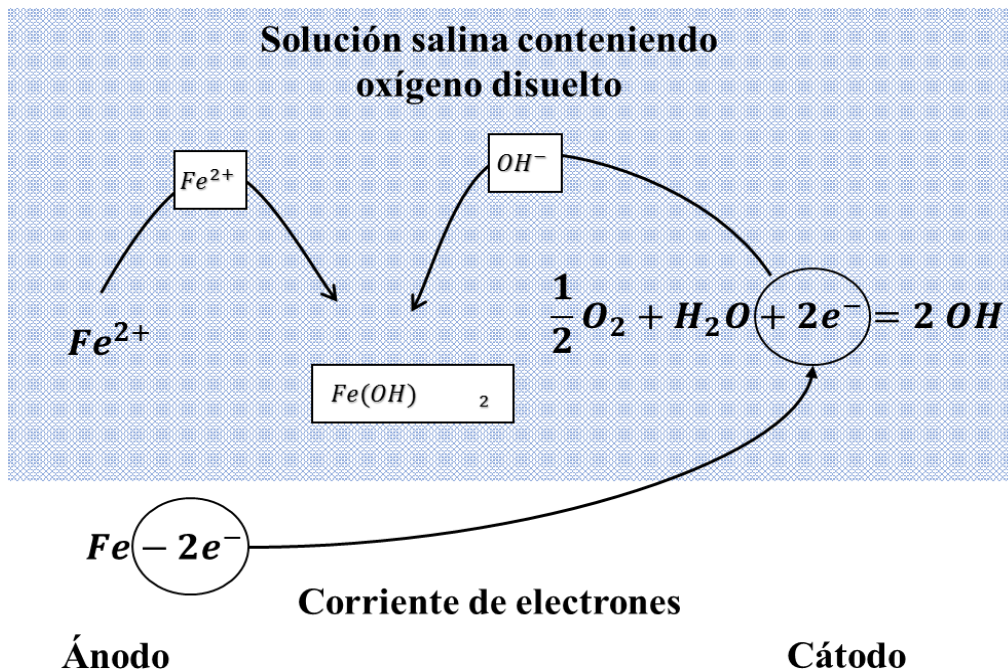 Solución salina conteniendo
oxígeno disuelto
Fe²⁺
OH⁻
Fe²⁺
½ O₂ + H₂O + 2e⁻ = 2 OH
Fe(OH) ₂
Fe − 2e⁻
Corriente de electrones
Ánodo
Cátodo